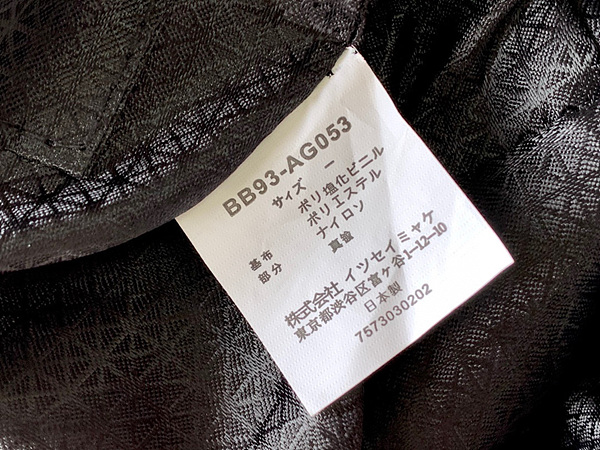 BB93-AG053
サイズ ー
ポリ塩化ビニル
基布 ポリエステル
部分 ナイロン
真鍮
株式会社 イッセイミヤケ
東京都渋谷区富ヶ谷1-12-10
日本製
7573030202